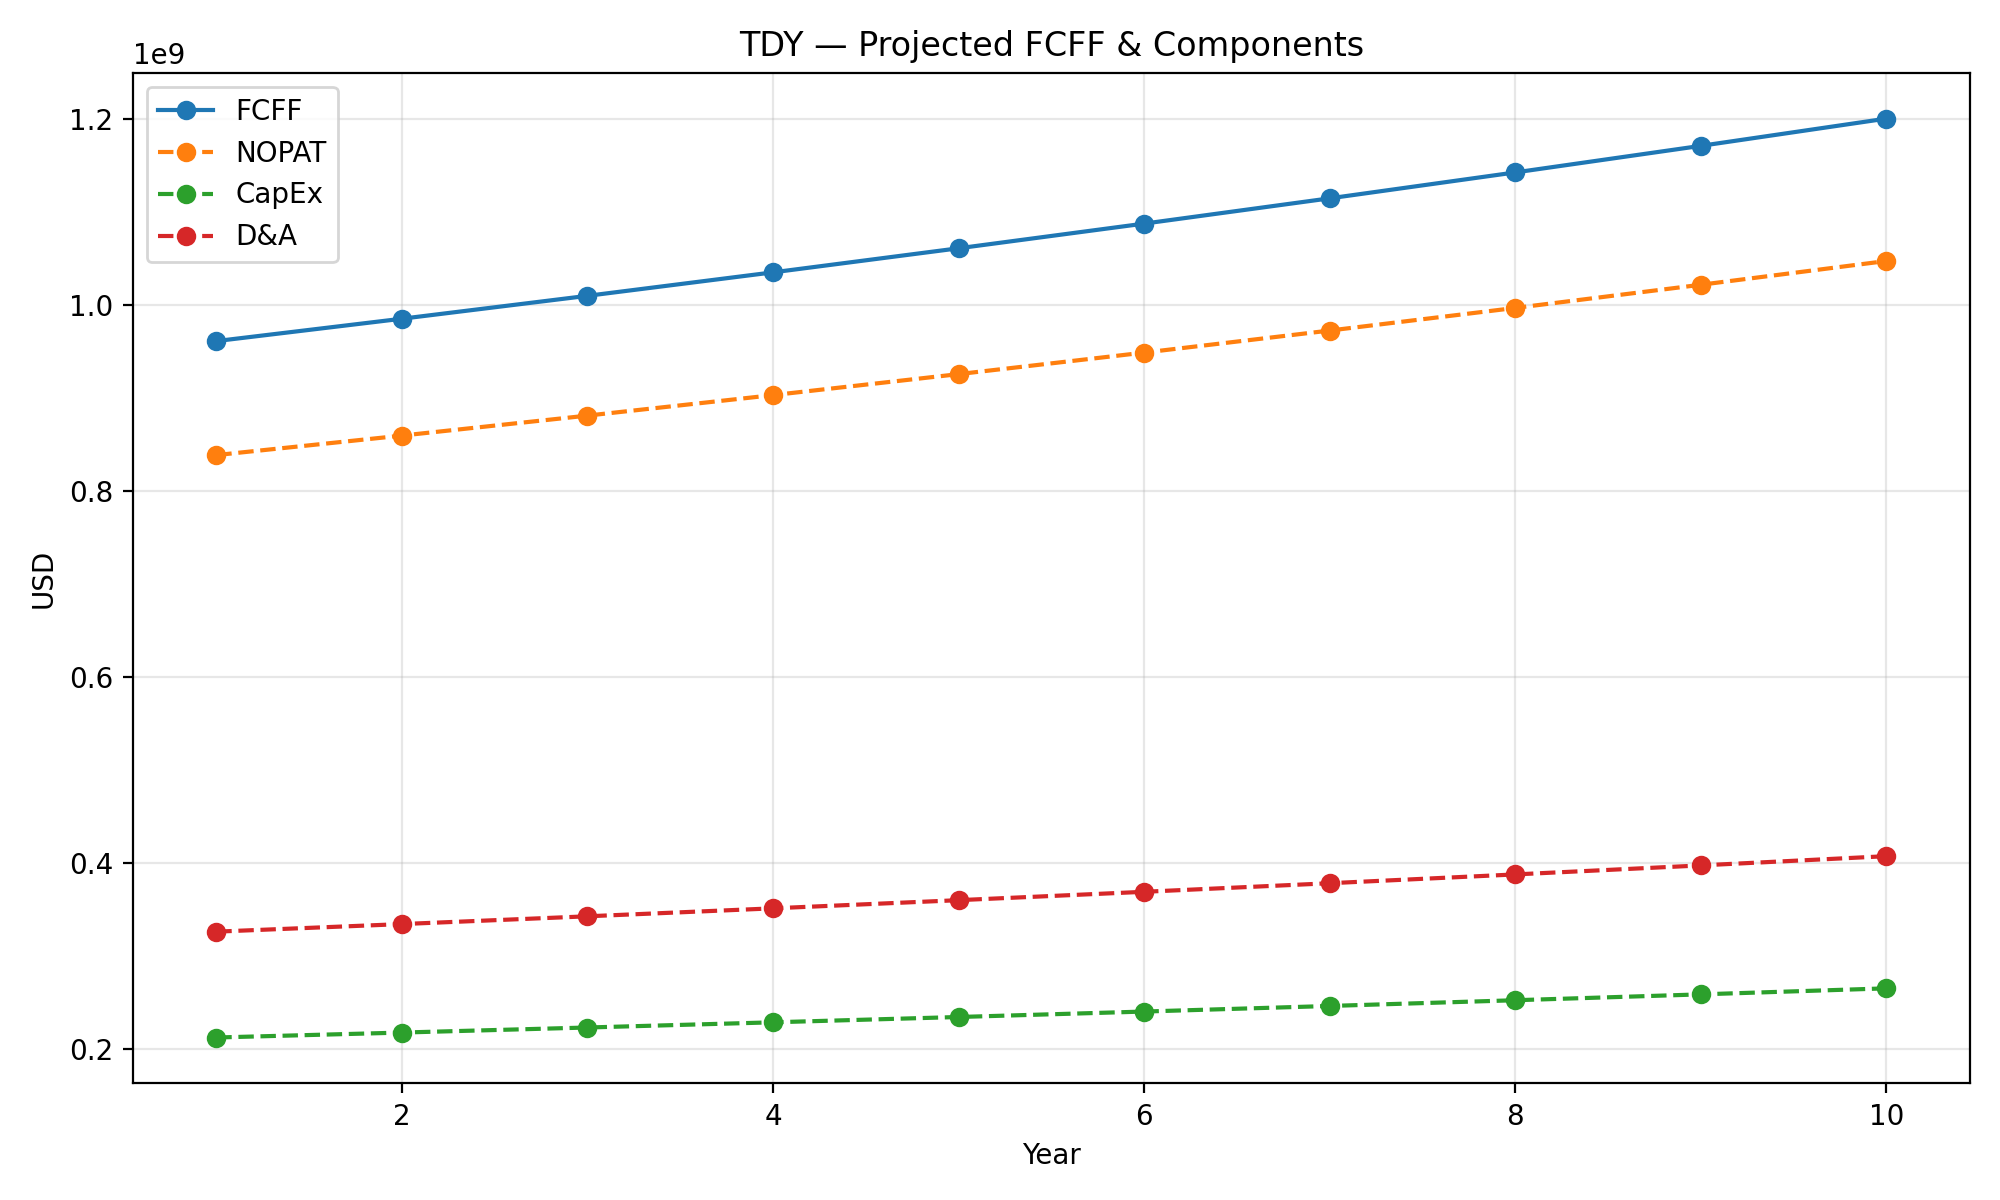 TDY — Projected FCFF & Components
1e9
FCFF
NOPAT
CapEx
D&A
1.2
1.0
0.8
0.6
0.4
0.2
USD
2
4
6
8
10
Year